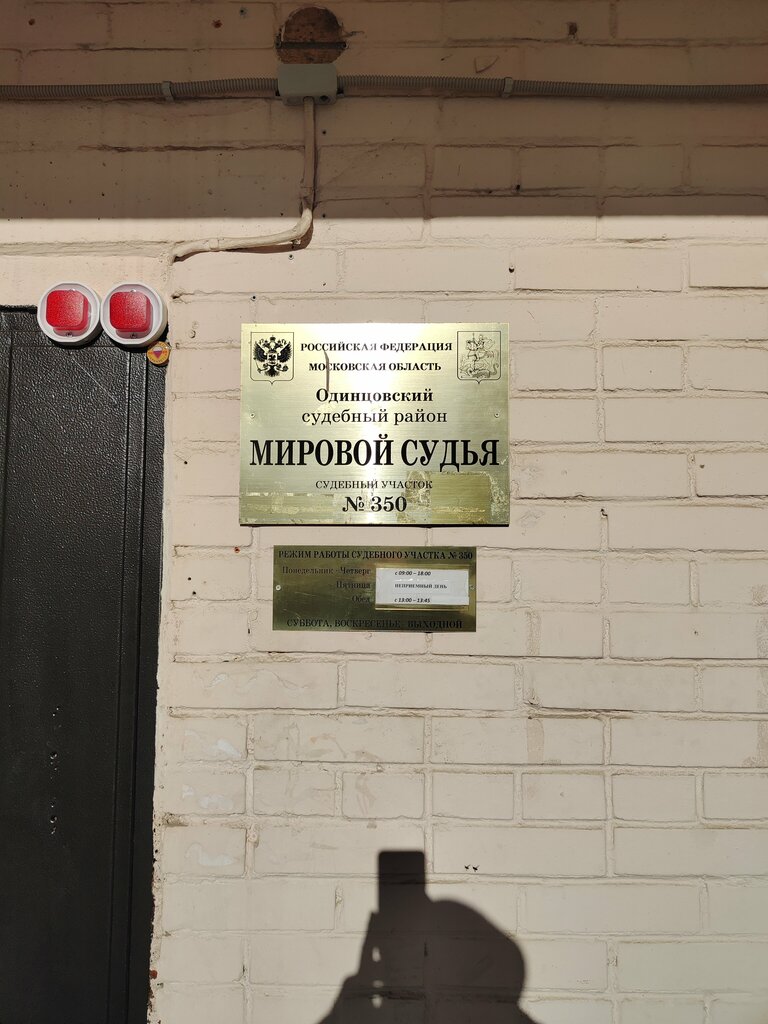 РОССИЙСКАЯ ФЕДЕРАЦИЯ
МОСКОВСКАЯ ОБЛАСТЬ
Одинцовский
судебный район
МИРОВОЙ СУДЬЯ
СУДЕБНЫЙ УЧАСТОК
№ 350
РЕЖИМ РАБОТЫ СУДЕБНОГО УЧАСТКА № 350
Понедельник - Четверг с 09:00 – 18:00
Пятница НЕПРИЕМНЫЙ ДЕНЬ
Обед с 13:00 – 13:45
СУББОТА, ВОСКРЕСЕНЬЕ - ВЫХОДНОЙ